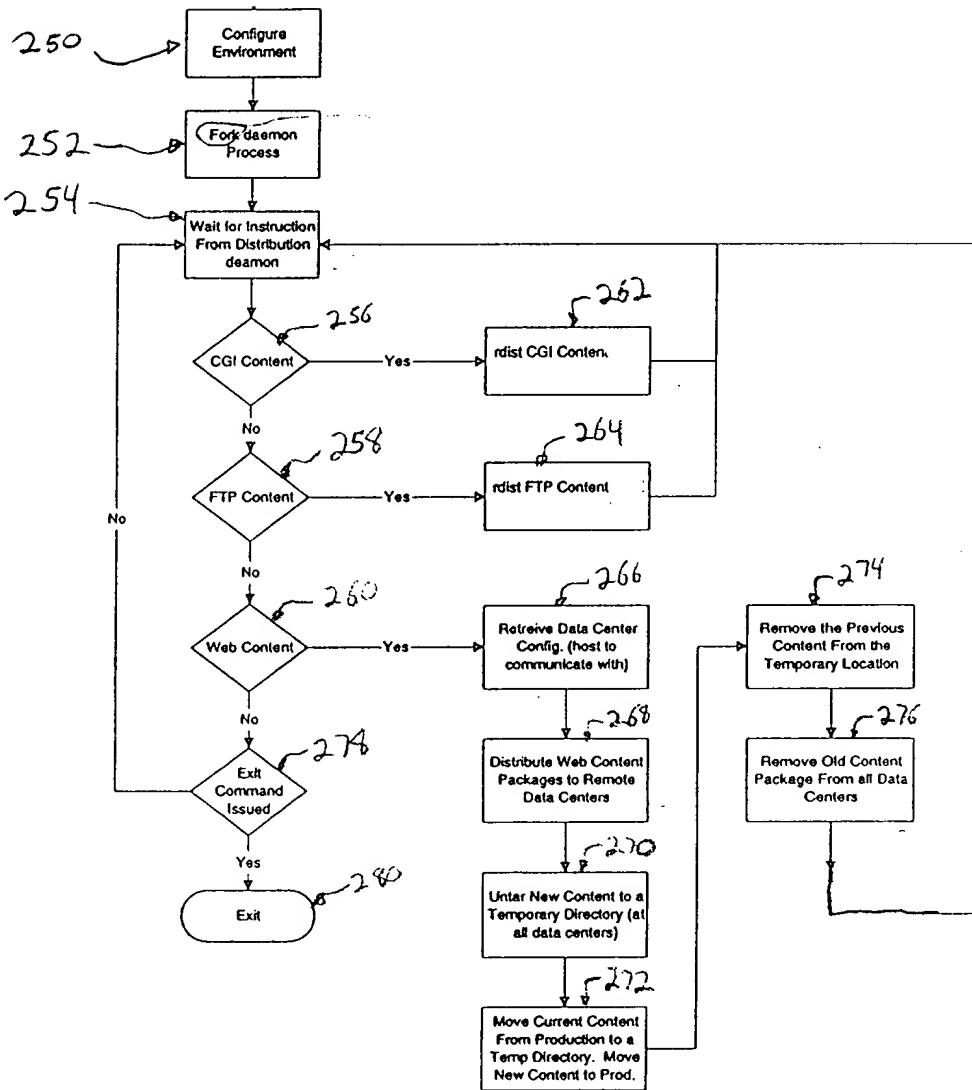 250
Configure
Environment
252
Fork daemon
Process
254
Wait for Instruction
From Distribution
deamon
256
CGI Content
Yes
262
rdist CGI Content
No
258
FTP Content
Yes
264
rdist FTP Content
No
No
260
Web Content
Yes
266
Retreive Data Center
Config. (host to
communicate with)
274
Remove the Previous
Content From the
Temporary Location
No
278
Exit
Command
Issued
268
Distribute Web Content
Packages to Remote
Data Centers
276
Remove Old Content
Package From all Data
Centers
Yes
280
Exit
270
Untar New Content to a
Temporary Directory (at
all data centers)
272
Move Current Content
From Production to a
Temp Directory. Move
New Content to Prod.